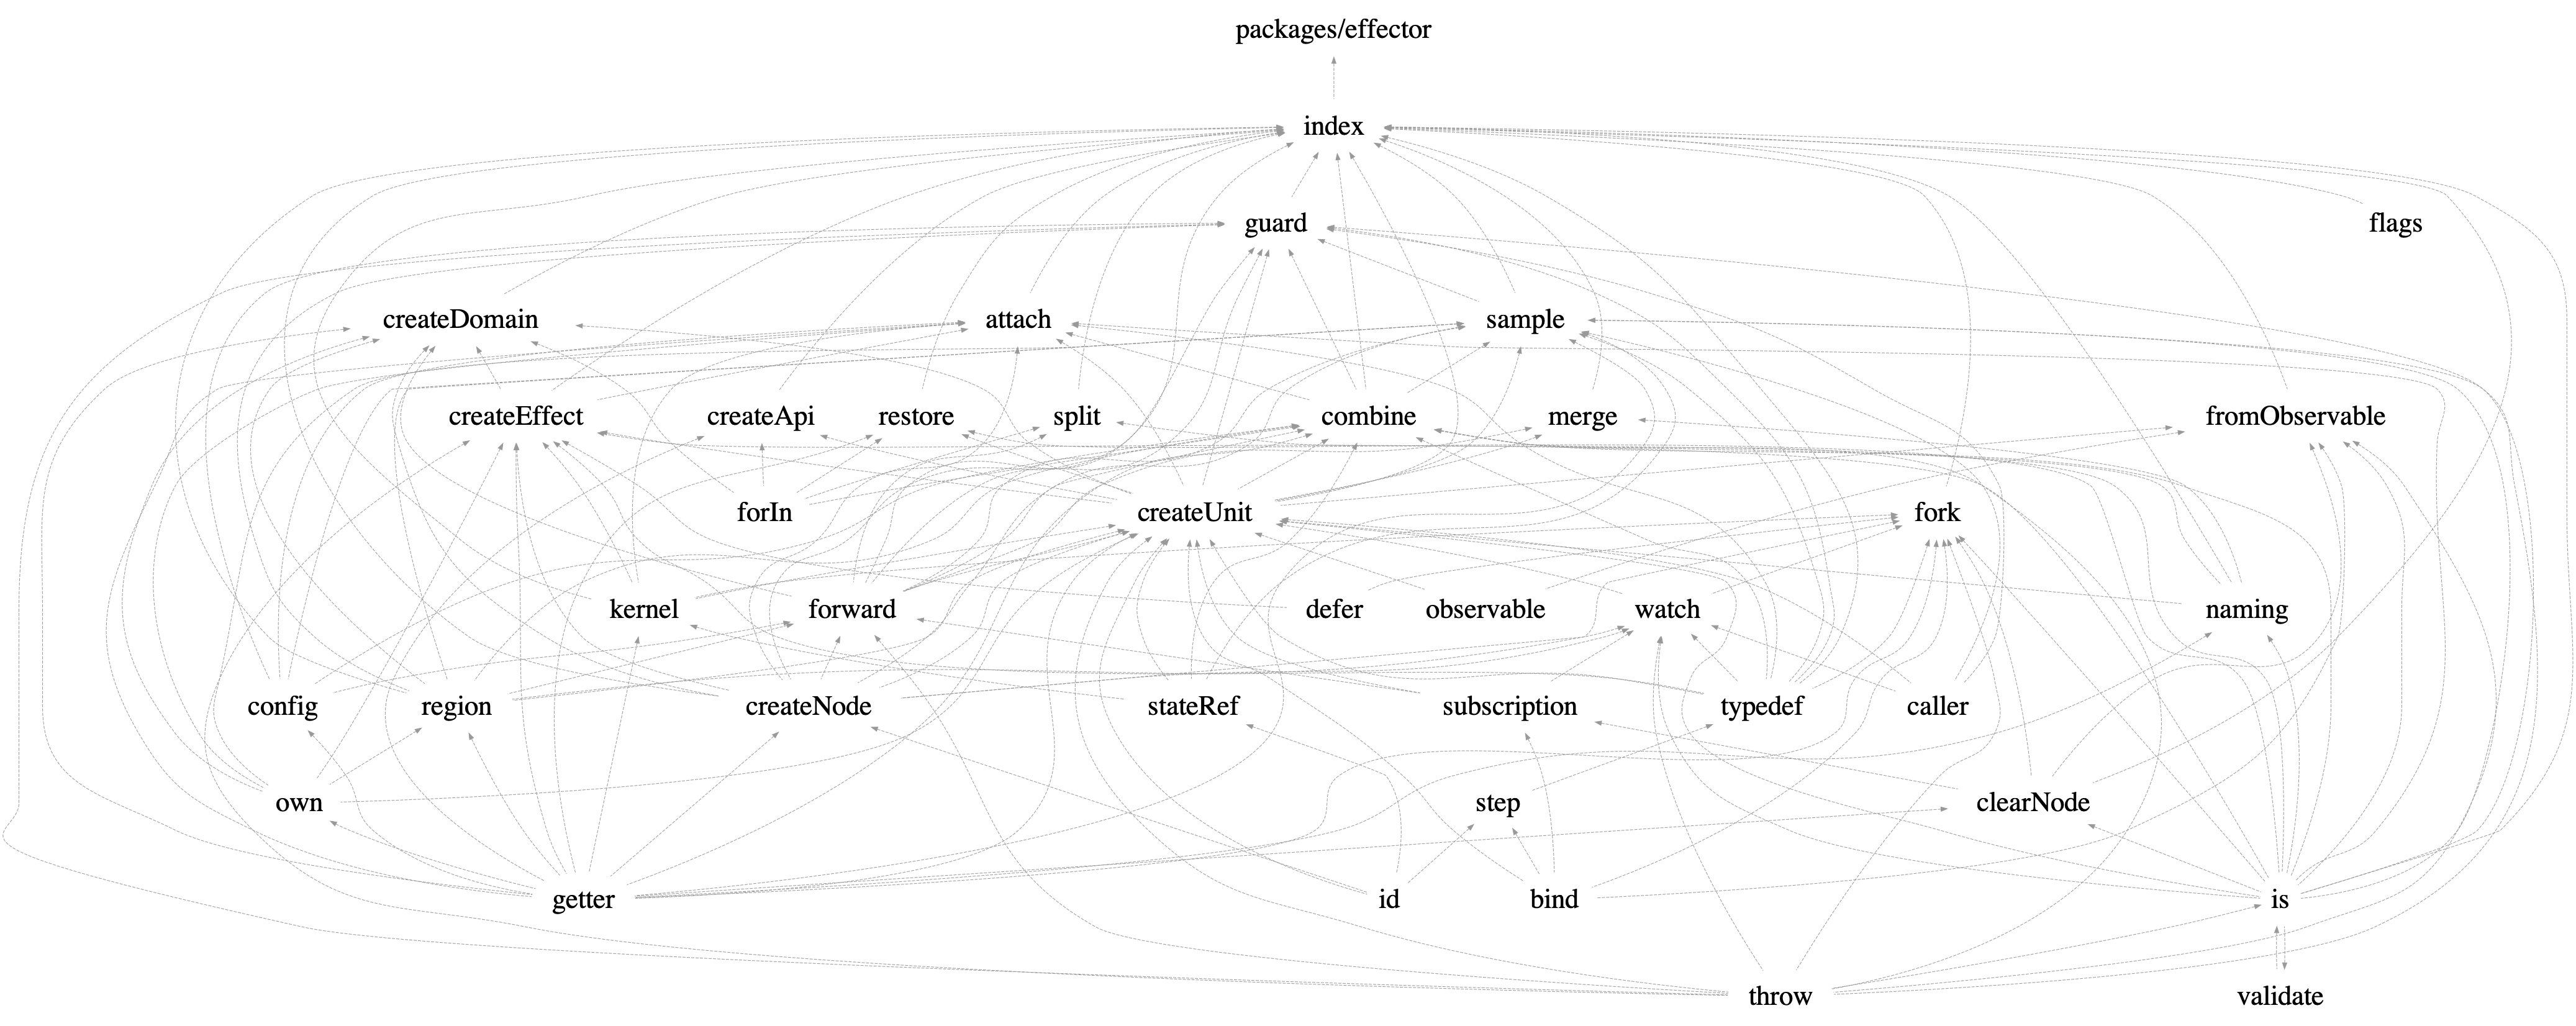 packages/effector
index
guard
flags
createDomain
attach
sample
createEffect
createApi
restore
split
combine
merge
fromObservable
forIn
createUnit
fork
kernel
forward
defer
observable
watch
naming
config
region
createNode
stateRef
subscription
typedef
caller
own
step
clearNode
getter
id
bind
is
throw
validate